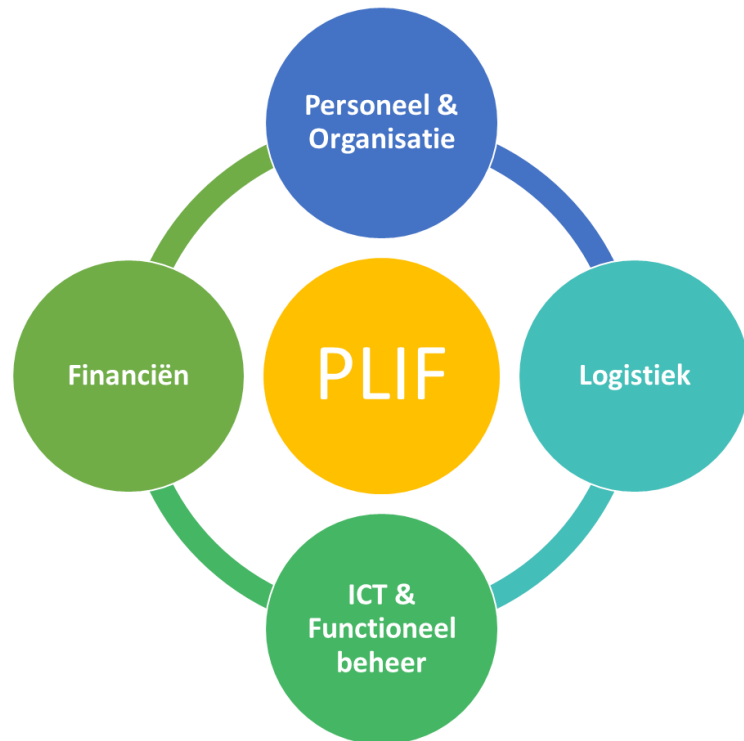 Personeel &
Organisatie
Financiën
PLIF
Logistiek
ICT &
Functioneel
beheer